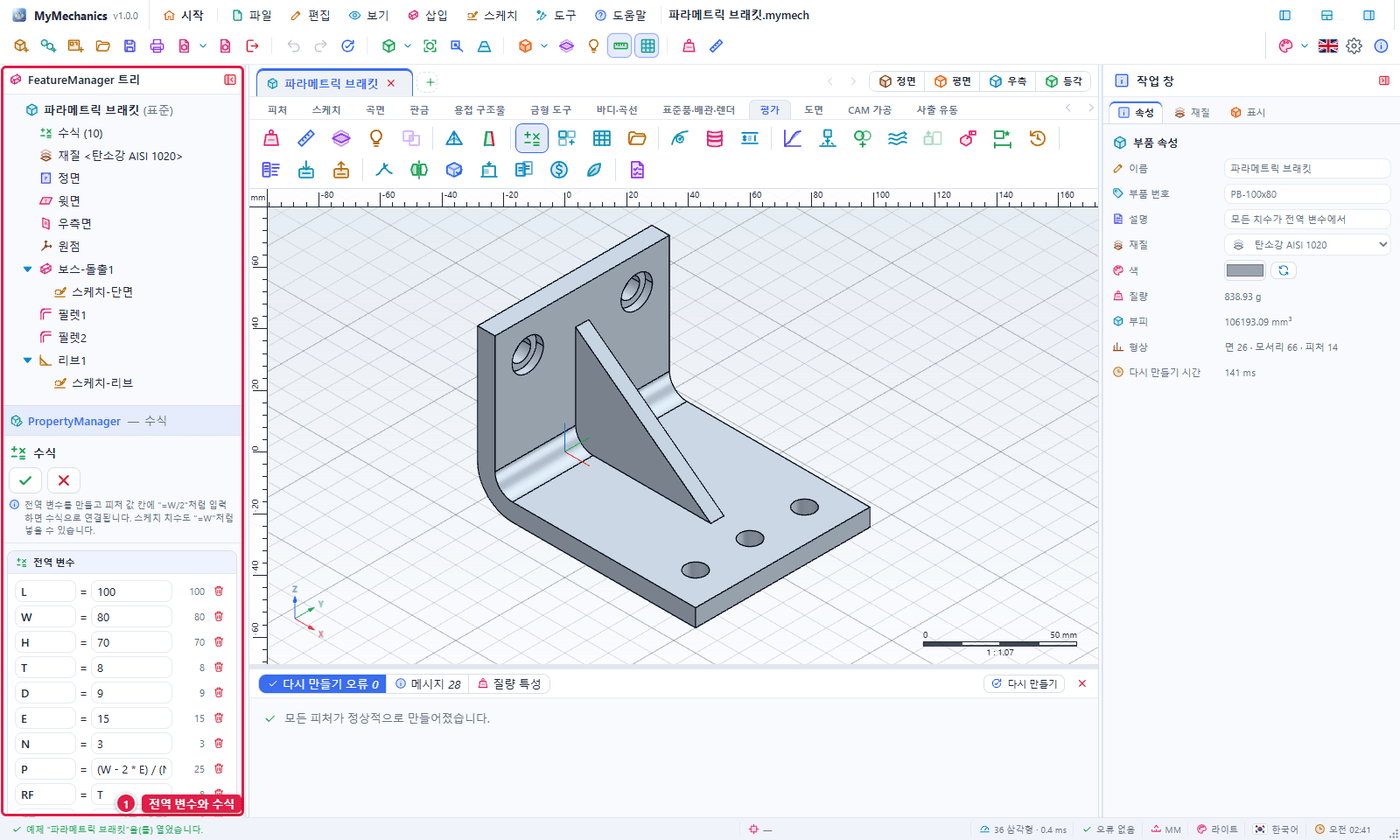 MyMechanics v1.0.0 시작 파일 편집 보기 삽입 스케치 도구 도움말 파라메트릭 브래킷.mymech
FeatureManager 트리
파라메트릭 브래킷 (표준)
수식 (10)
재질 <탄소강 AISI 1020>
정면
윗면
우측면
원점
보스-돌출1
스케치-단면
필렛1
필렛2
리브1
스케치-리브
PropertyManager — 수식
수식
전역 변수를 만들고 피처 값 칸에 "=W/2"처럼 입력
하면 수식으로 연결됩니다. 스케치 치수도 "=W"처럼
넣을 수 있습니다.
전역 변수
L = 100 100
W = 80 80
H = 70 70
T = 8 8
D = 9 9
E = 15 15
N = 3 3
P = (W - 2 * E) / (N 25
RF = T 8
1 전역 변수와 수식
파라메트릭 브래킷
정면 평면 우측 등각
피처 스케치 곡면 판금 용접 구조물 금형 도구 바디·곡선 표준품·배관·렌더 평가 도면 CAM 가공 사출 유동
mm -80 -60 -40 -20 0 20 40 60 80 100 120 140 160
60
40
20
0
-20
-40
-60
Z
Y
X
0 50 mm
1 : 1.07
다시 만들기 오류 0 메시지 28 질량 특성 다시 만들기
모든 피처가 정상적으로 만들어졌습니다.
작업 창
속성 재질 표시
부품 속성
이름 파라메트릭 브래킷
부품 번호 PB-100x80
설명 모든 치수가 전역 변수에서
재질 탄소강 AISI 1020
색
질량 838.93 g
부피 106193.09 mm³
형상 면 26 · 모서리 66 · 피처 14
다시 만들기 시간 141 ms
예제 "파라메트릭 브래킷"을(를) 열었습니다. — 36 삼각형 · 0.4 ms 오류 없음 MM 라이트 한국어 오전 02:41